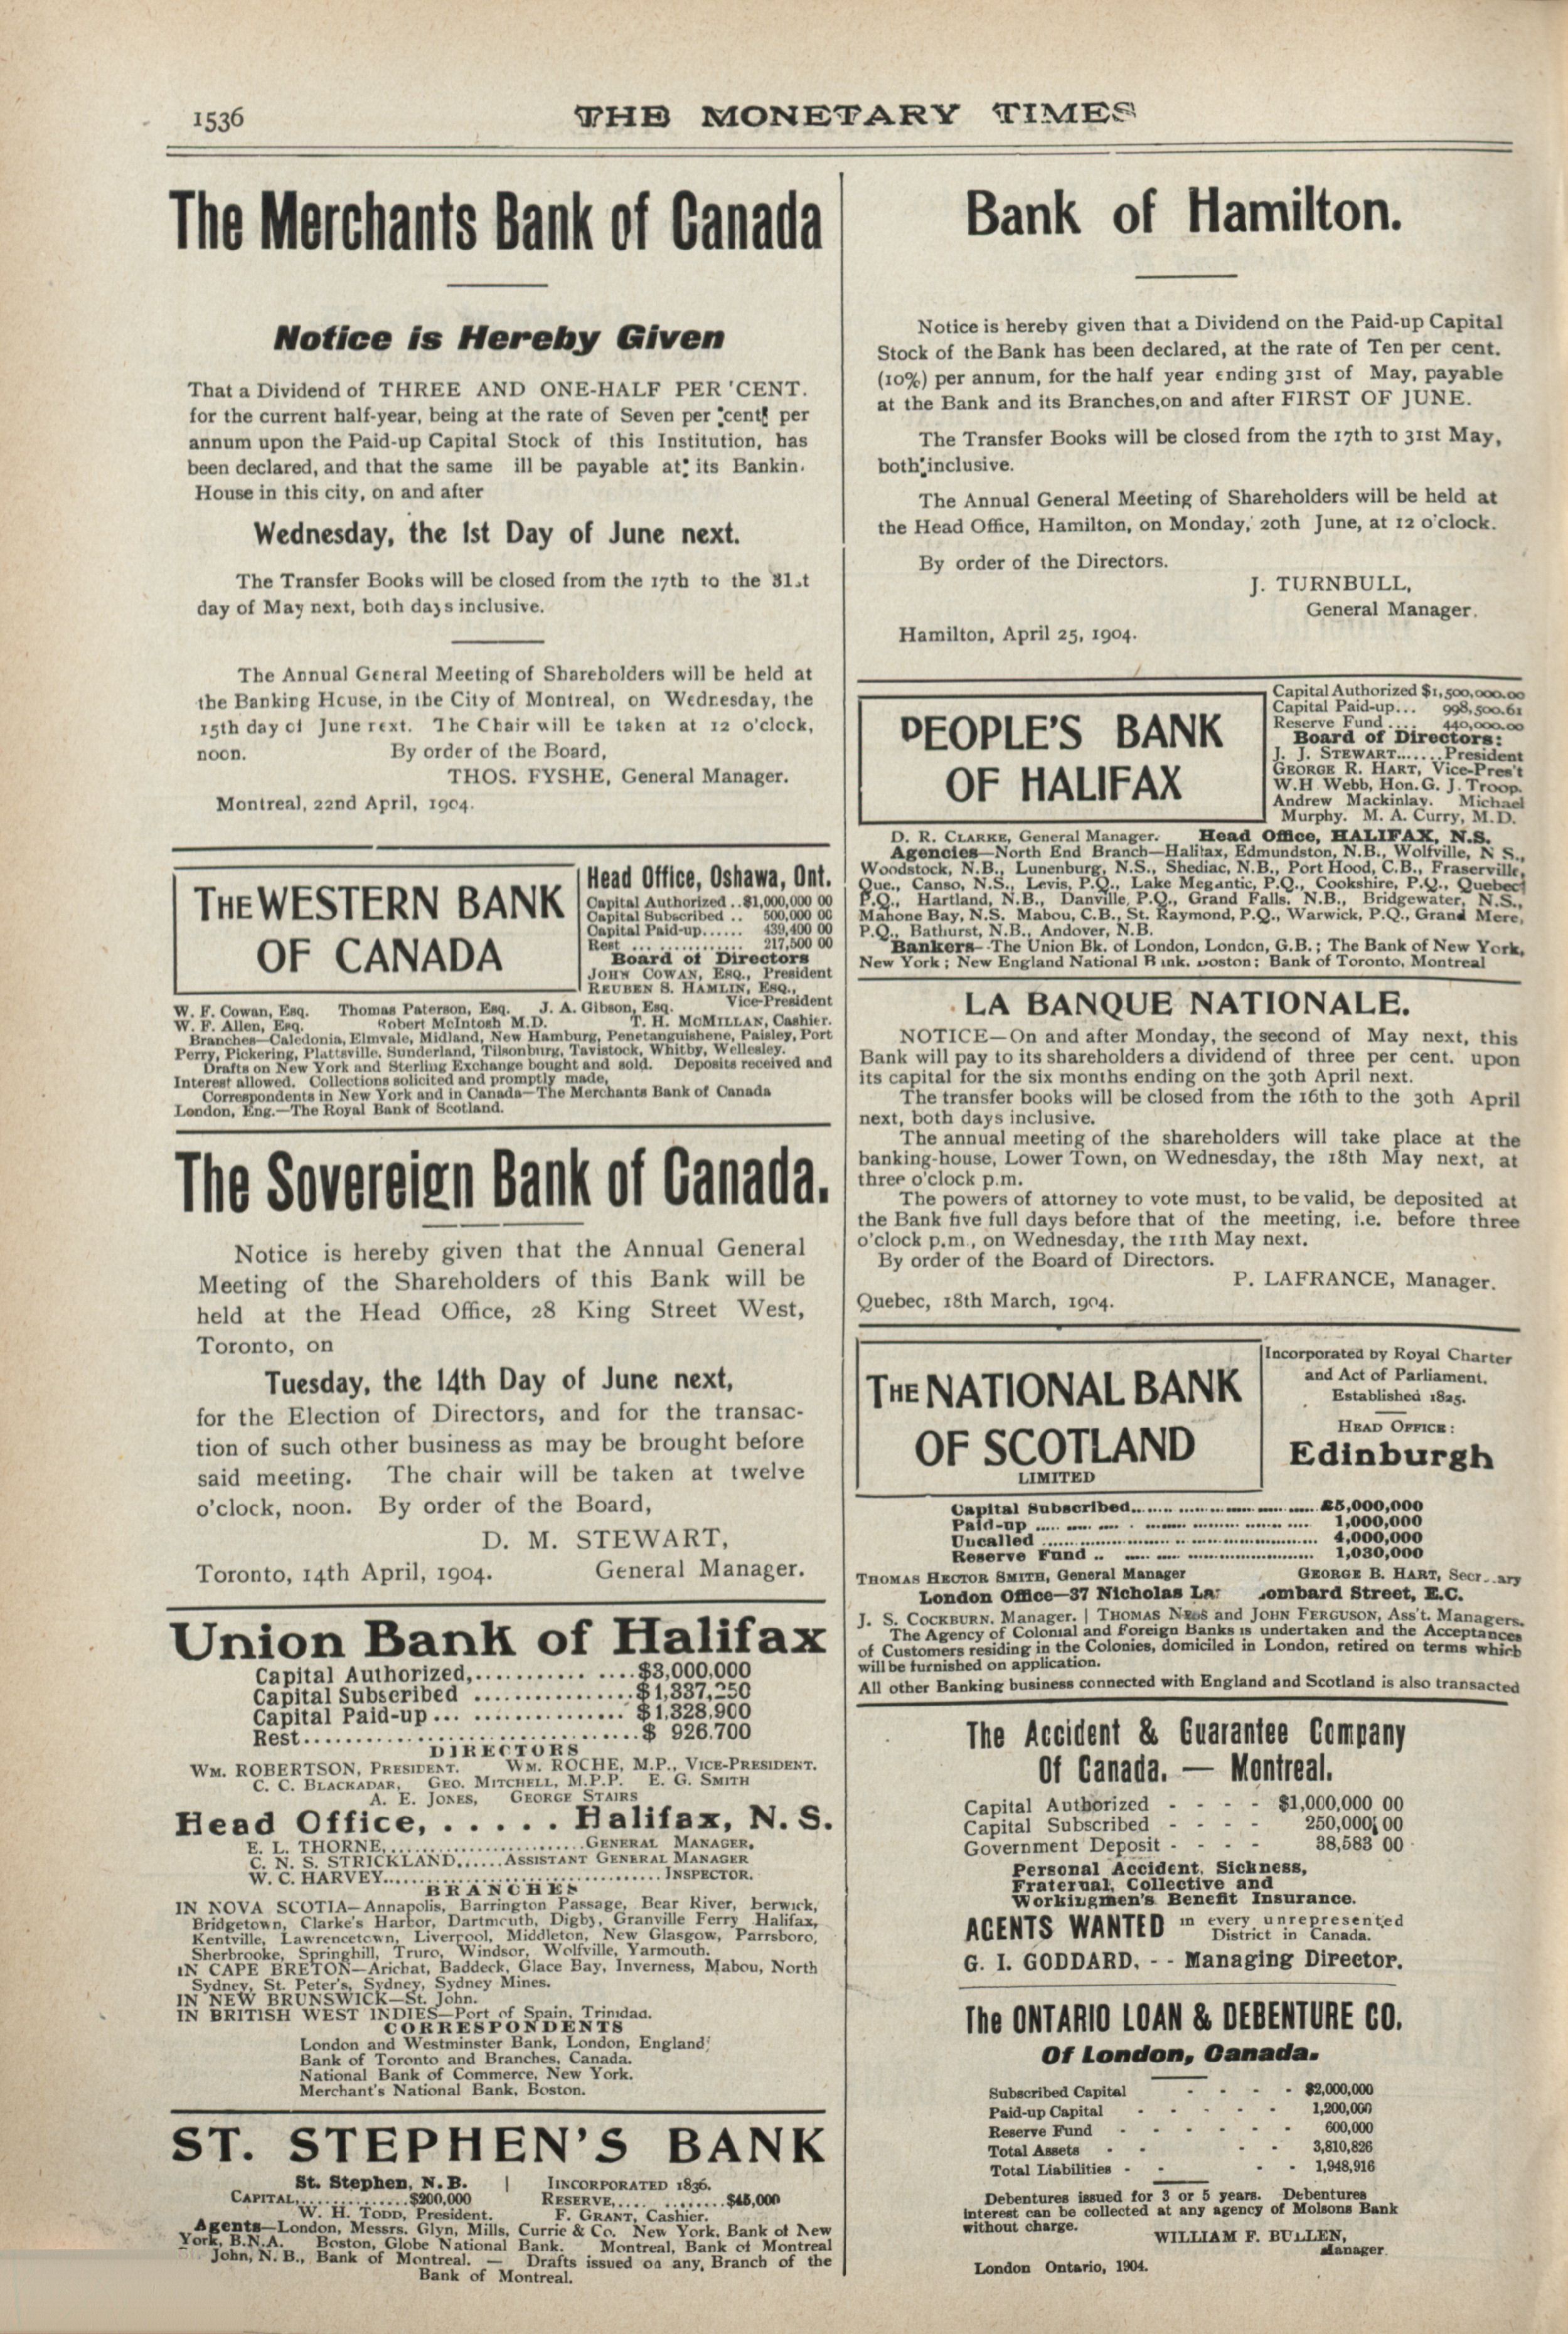 1536
THE MONETARY TIMES
The Merchants Bank of Canada
Notice is Hereby Given
That a Dividend of THREE AND ONE-HALF PER CENT.
for the current half-year, being at the rate of Seven per cent per
annum upon the Paid-up Capital Stock of this Institution, has
been declared, and that the same ill be payable at its Bankin
House in this city, on and after
Wednesday, the 1st Day of June next.
The Transfer Books will be closed from the 17th to the 31st
day of May next, both days inclusive.
The Annual General Meeting of Shareholders will be held at
the Banking House, in the City of Montreal, on Wednesday, the
15th day of June next. The Chair will be taken at 12 o'clock,
noon. By order of the Board,
THOS. FYSHE, General Manager.
Montreal, 22nd April, 1904.
THE WESTERN BANK
OF CANADA
Head Office, Oshawa, Ont.
Capital Authorized .. $1,000,000 00
Capital Subscribed .. 500,000 00
Capital Paid-up...... 439,400 00
Rest ... ............ 217,500 00
Board of Directors
JOHN COWAN, ESQ., President
REUBEN S. HAMLIN, ESQ.,
Vice-President
W. F. Cowan, Esq. Thomas Paterson, Esq. J. A. Gibson, Esq.
W. F. Allen, Esq. Robert McIntosh M.D. T. H. MCMILLAN, Cashier.
Branches—Caledonia, Elmvale, Midland, New Hamburg, Penetanguishene, Paisley, Port
Perry, Pickering, Plattsville, Sunderland, Tilsonburg, Tavistock, Whitby, Wellesley.
Drafts on New York and Sterling Exchange bought and sold. Deposits received and
Interest allowed. Collections solicited and promptly made,
Correspondents in New York and in Canada—The Merchants Bank of Canada
London, Eng.—The Royal Bank of Scotland.
The Sovereign Bank of Canada.
Notice is hereby given that the Annual General
Meeting of the Shareholders of this Bank will be
held at the Head Office, 28 King Street West,
Toronto, on
Tuesday, the 14th Day of June next,
for the Election of Directors, and for the transac-
tion of such other business as may be brought before
said meeting. The chair will be taken at twelve
o'clock, noon. By order of the Board,
D. M. STEWART,
Toronto, 14th April, 1904. General Manager.
Union Bank of Halifax
Capital Authorized,........... ....$3,000,000
Capital Subscribed ................$1,337,250
Capital Paid-up... ............... $1,328,900
Rest..................................$ 926,700
DIRECTORS
WM. ROBERTSON, PRESIDENT. WM. ROCHE, M.P., VICE-PRESIDENT.
C. C. BLACKADAR, GEO. MITCHELL, M.P.P. E. G. SMITH
A. E. JONES, GEORGE STAIRS
Head Office, . . . . . Halifax, N. S.
E. L. THORNE,......................GENERAL MANAGER.
C. N. S. STRICKLAND,......ASSISTANT GENERAL MANAGER
W. C. HARVEY................................INSPECTOR.
BRANCHES
IN NOVA SCOTIA—Annapolis, Barrington Passage, Bear River, berwick,
Bridgetown, Clarke's Harbor, Dartmouth, Digby, Granville Ferry Halifax,
Kentville, Lawrencetown, Liverpool, Middleton, New Glasgow, Parrsboro,
Sherbrooke, Springhill, Truro, Windsor, Wolfville, Yarmouth.
IN CAPE BRETON—Arichat, Baddeck, Glace Bay, Inverness, Mabou, North
Sydney, St. Peter's, Sydney, Sydney Mines.
IN NEW BRUNSWICK—St. John.
IN BRITISH WEST INDIES—Port of Spain, Trinidad.
CORRESPONDENTS
London and Westminster Bank, London, England
Bank of Toronto and Branches, Canada.
National Bank of Commerce, New York.
Merchant's National Bank, Boston.
ST. STEPHEN'S BANK
St. Stephen, N. B. | INCORPORATED 1836.
CAPITAL,..............$200,000 RESERVE,.... ........$45,000
W. H. TODD, President. F. GRANT, Cashier.
Agents—London, Messrs. Glyn, Mills, Currie & Co. New York, Bank of New
York, B.N.A. Boston, Globe National Bank. Montreal, Bank of Montreal
John, N. B., Bank of Montreal. — Drafts issued on any, Branch of the
Bank of Montreal.
Bank of Hamilton.
Notice is hereby given that a Dividend on the Paid-up Capital
Stock of the Bank has been declared, at the rate of Ten per cent.
(10%) per annum, for the half year ending 31st of May, payable
at the Bank and its Branches,on and after FIRST OF JUNE.
The Transfer Books will be closed from the 17th to 31st May,
both inclusive.
The Annual General Meeting of Shareholders will be held at
the Head Office, Hamilton, on Monday, 20th June, at 12 o'clock.
By order of the Directors.
J. TURNBULL,
General Manager.
Hamilton, April 25, 1904.
PEOPLE'S BANK
OF HALIFAX
Capital Authorized $1,500,000.00
Capital Paid-up... 998,500.61
Reserve Fund .... 440,000.00
Board of Directors:
J. J. STEWART.......President
GEORGE R. HART, Vice-Pres't
W.H Webb, Hon. G. J. Troop.
Andrew Mackinlay. Michael
Murphy. M. A. Curry, M.D.
D. R. CLARKE, General Manager. Head Office, HALIFAX, N.S.
Agencies—North End Branch—Halifax, Edmundston, N.B., Wolfville, N S.,
Woodstock, N.B., Lunenburg, N.S., Shediac, N.B., Port Hood, C.B., Fraserville,
Que., Canso, N.S., Levis, P.Q., Lake Megantic, P.Q., Cookshire, P.Q., Quebec
P.Q., Hartland, N.B., Danville, P.Q., Grand Falls, N.B., Bridgewater, N.S.,
Mahone Bay, N.S. Mabou, C.B., St. Raymond, P.Q., Warwick, P.Q., Grand Mere,
P.Q., Bathurst, N.B., Andover, N.B.
Bankers—The Union Bk. of London, London, G.B.; The Bank of New York,
New York; New England National Bank, Boston; Bank of Toronto, Montreal
LA BANQUE NATIONALE.
NOTICE—On and after Monday, the second of May next, this
Bank will pay to its shareholders a dividend of three per cent. upon
its capital for the six months ending on the 30th April next.
The transfer books will be closed from the 16th to the 30th April
next, both days inclusive.
The annual meeting of the shareholders will take place at the
banking-house, Lower Town, on Wednesday, the 18th May next, at
three o'clock p.m.
The powers of attorney to vote must, to be valid, be deposited at
the Bank five full days before that of the meeting, i.e. before three
o'clock p.m., on Wednesday, the 11th May next.
By order of the Board of Directors.
P. LAFRANCE, Manager.
Quebec, 18th March, 1904.
THE NATIONAL BANK
OF SCOTLAND
LIMITED
Incorporated by Royal Charter
and Act of Parliament.
Established 1825.
HEAD OFFICE:
Edinburgh
Capital Subscribed........................£5,000,000
Paid-up ........................ 1,000,000
Uncalled ........................ 4,000,000
Reserve Fund ........................ 1,030,000
THOMAS HECTOR SMITH, General Manager GEORGE B. HART, Secr ary
London Office—37 Nicholas La ombard Street, E.C.
J. S. COCKBURN, Manager. | THOMAS NESS and JOHN FERGUSON, Ass't. Managers.
The Agency of Colonial and Foreign Banks is undertaken and the Acceptances
of Customers residing in the Colonies, domiciled in London, retired on terms which
will be furnished on application.
All other Banking business connected with England and Scotland is also transacted
The Accident & Guarantee Company
Of Canada. — Montreal.
Capital Authorized - - - - $1,000,000 00
Capital Subscribed - - - - 250,000 00
Government Deposit - - - - 38,583 00
Personal Accident, Sickness,
Fraternal, Collective and
Workingmen's Benefit Insurance.
AGENTS WANTED in every unrepresented
District in Canada.
G. I. GODDARD, - - Managing Director.
The ONTARIO LOAN & DEBENTURE CO.
Of London, Canada.
Subscribed Capital - - - - $2,000,000
Paid-up Capital - - - - - 1,200,000
Reserve Fund - - - - - - 600,000
Total Assets - - - - 3,810,826
Total Liabilities - - - - 1,948,916
Debentures issued for 3 or 5 years. Debentures
interest can be collected at any agency of Molsons Bank
without charge.
WILLIAM F. BULLEN,
Manager
London Ontario, 1904.